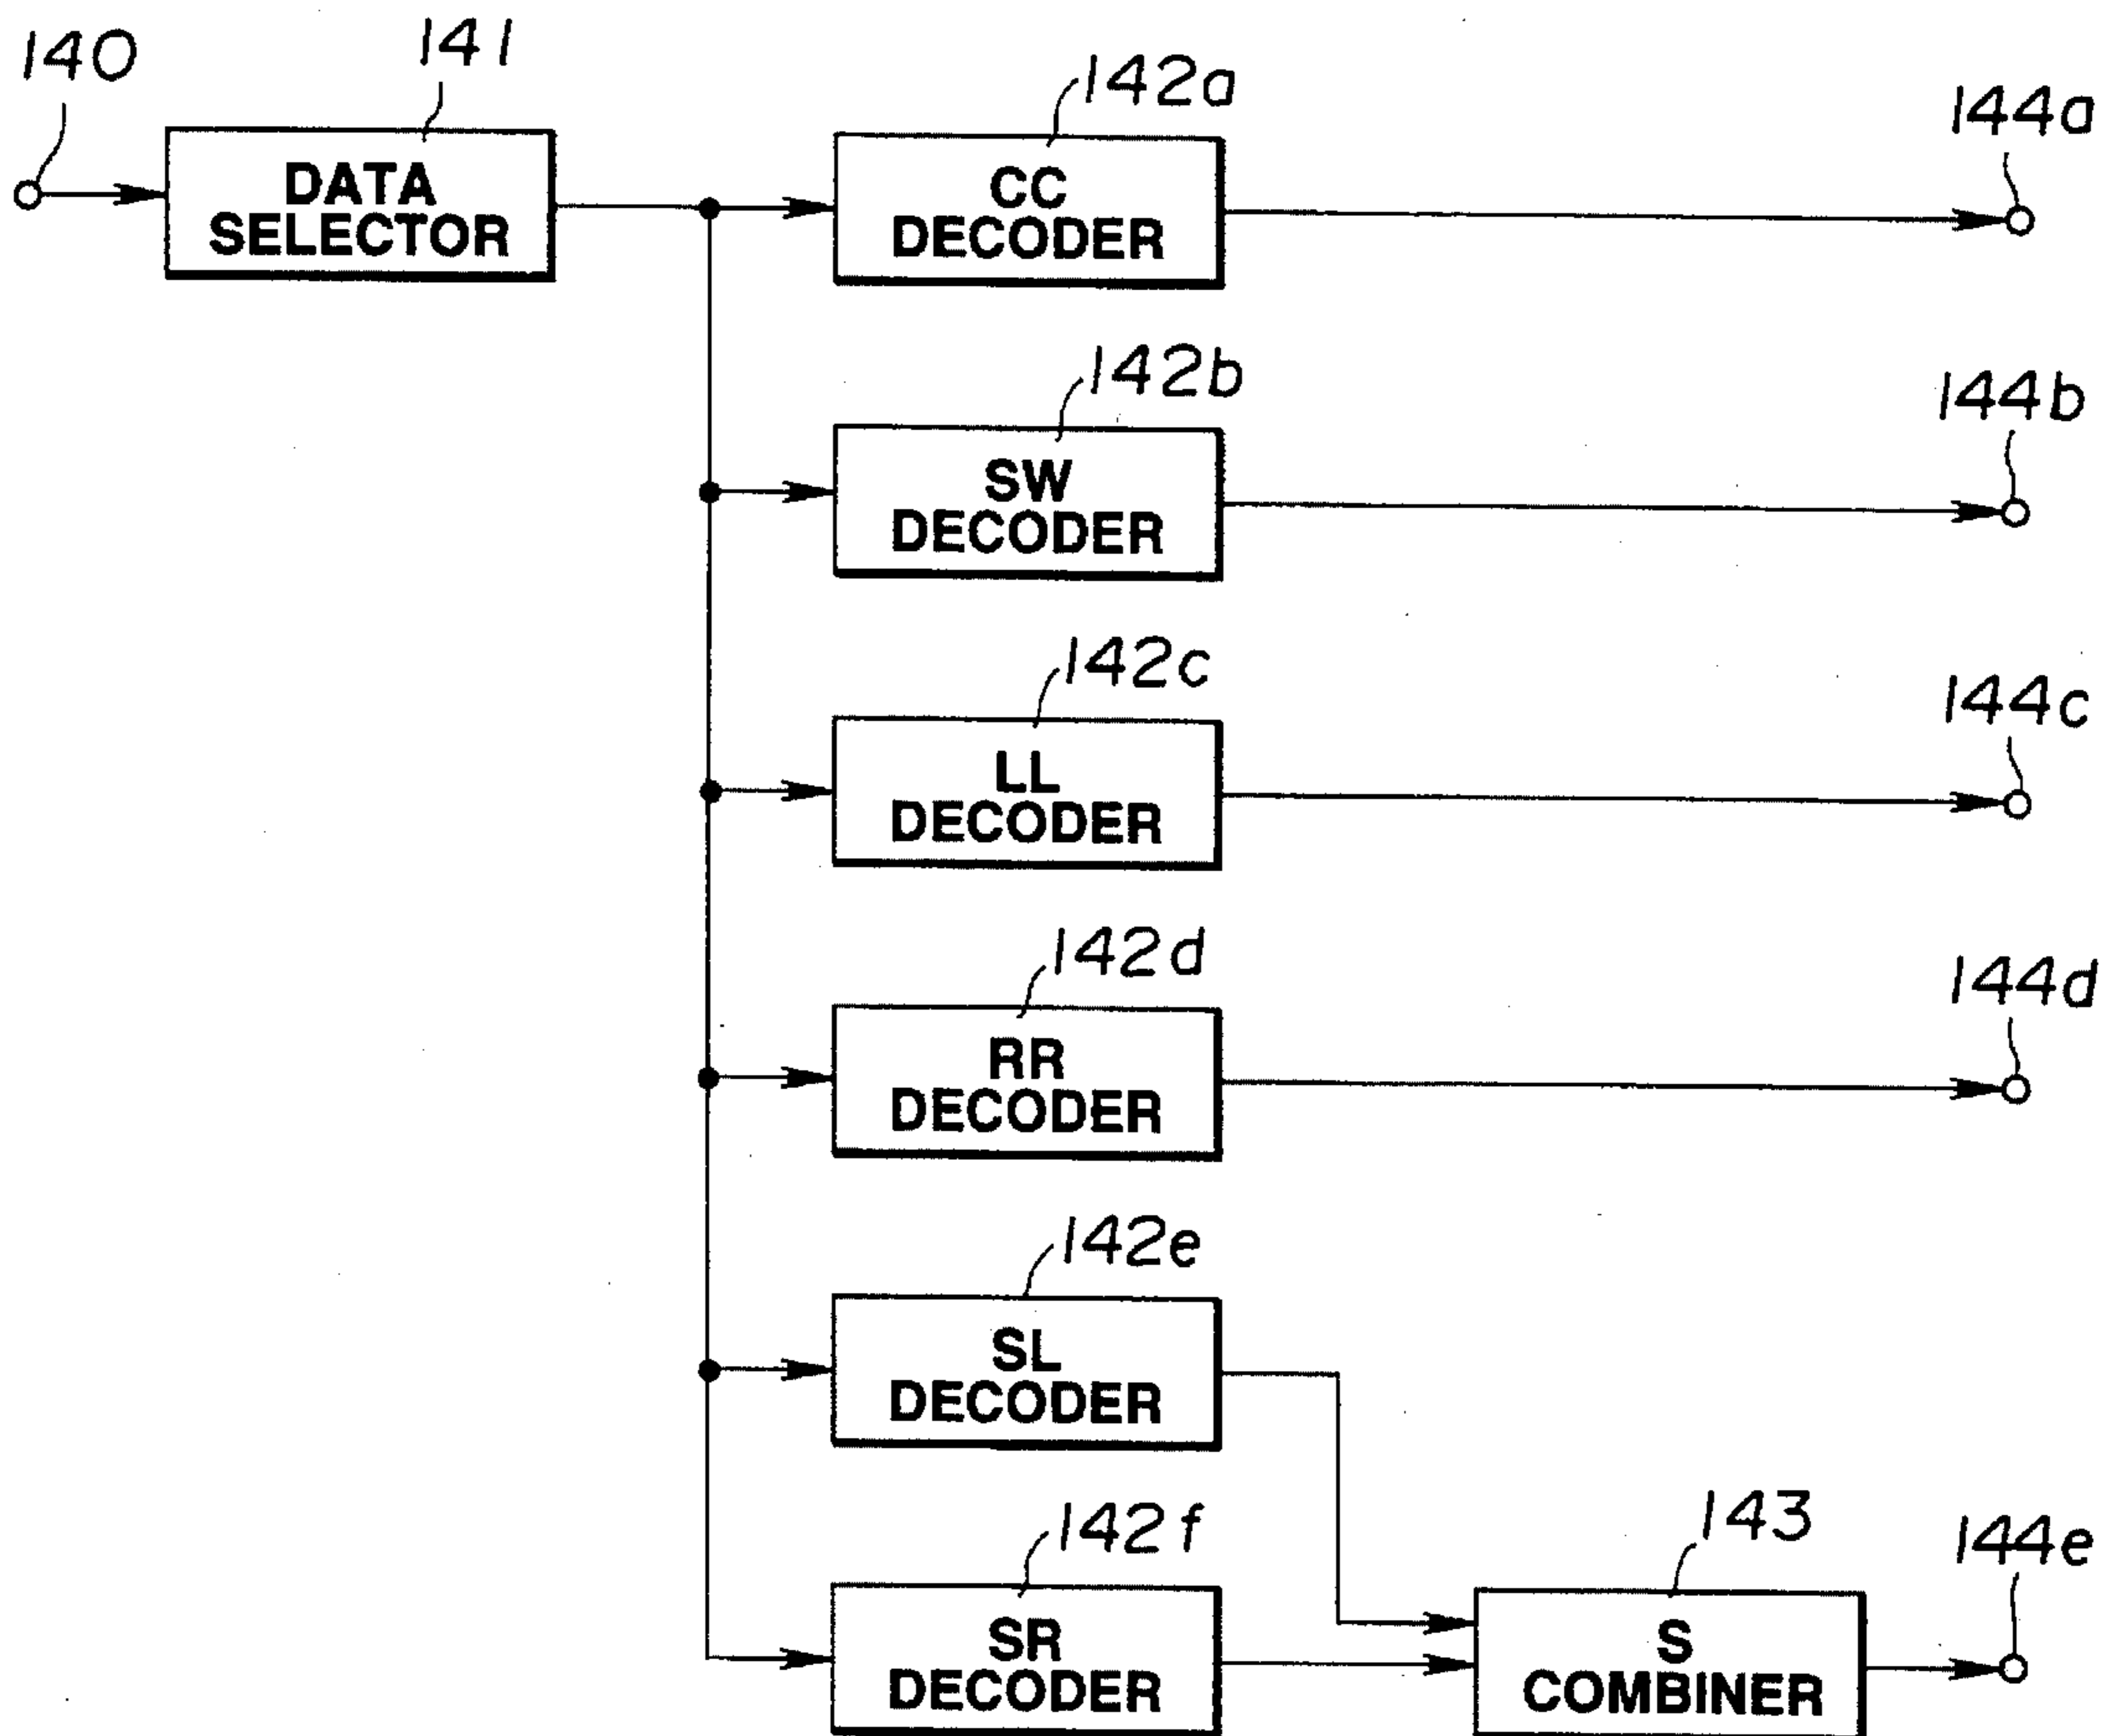 140
141
142a
144a
DATA
SELECTOR
CC
DECODER
142b
144b
SW
DECODER
142c
144c
LL
DECODER
142d
144d
RR
DECODER
142e
SL
DECODER
142f
143
144e
SR
DECODER
S
COMBINER